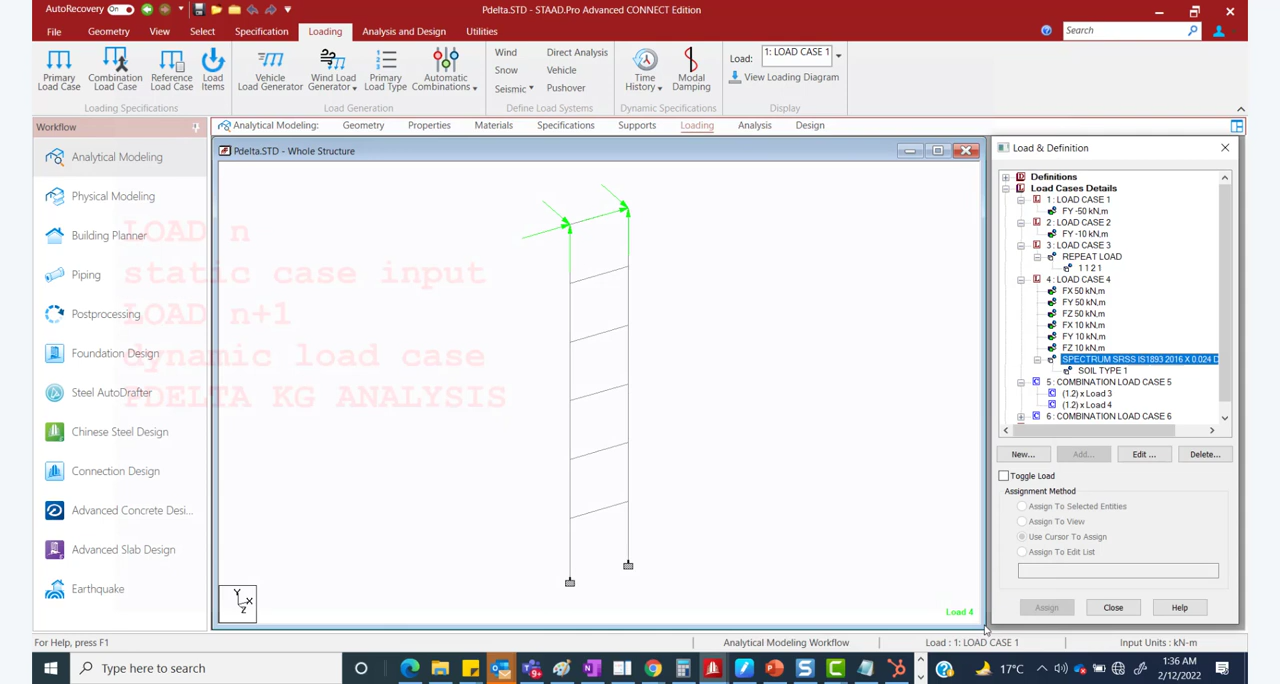 AutoRecovery On
Pdelta.STD - STAAD.Pro Advanced CONNECT Edition
File
Geometry
View
Select
Specification
Loading
Analysis and Design
Utilities
Search
Primary Load Case
Combination Load Case
Reference Load Case
Load Items
Loading Specifications
Vehicle Load Generator
Wind Load Generator
Primary Load Type
Automatic Combinations
Load Generation
Wind
Snow
Seismic
Direct Analysis
Vehicle
Pushover
Define Load Systems
Time History
Modal Damping
Dynamic Specifications
Load: 1: LOAD CASE 1
View Loading Diagram
Display
Workflow
Analytical Modeling:
Geometry
Properties
Materials
Specifications
Supports
Loading
Analysis
Design
Analytical Modeling
Physical Modeling
Building Planner
Piping
Postprocessing
Foundation Design
Steel AutoDrafter
Chinese Steel Design
Connection Design
Advanced Concrete Desi...
Advanced Slab Design
Earthquake
LOAD n
static case input
LOAD n+1
dynamic load case
PDELTA KG ANALYSIS
Pdelta.STD - Whole Structure
Y
X
Z
Load 4
Load & Definition
Definitions
Load Cases Details
1 : LOAD CASE 1
FY -50 kN,m
2 : LOAD CASE 2
FY -10 kN,m
3 : LOAD CASE 3
REPEAT LOAD
1 1 2 1
4 : LOAD CASE 4
FX 50 kN,m
FY 50 kN,m
FZ 50 kN,m
FX 10 kN,m
FY 10 kN,m
FZ 10 kN,m
SPECTRUM SRSS IS1893 2016 X 0.024 D
SOIL TYPE 1
5 : COMBINATION LOAD CASE 5
(1.2) x Load 3
(1.2) x Load 4
6 : COMBINATION LOAD CASE 6
New...
Add...
Edit ...
Delete...
Toggle Load
Assignment Method
Assign To Selected Entities
Assign To View
Use Cursor To Assign
Assign To Edit List
Assign
Close
Help
For Help, press F1
Analytical Modeling Workflow
Load : 1: LOAD CASE 1
Input Units : kN-m
Type here to search
17°C
1:36 AM
2/12/2022